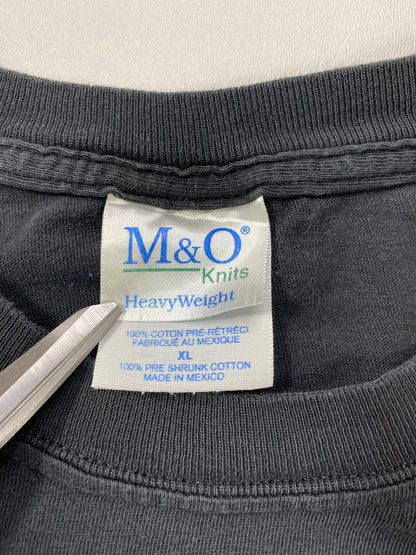 M&O®
Knits
HeavyWeight
100% COTON PRÉ-RÉTRÉCI
FABRIQUÉ AU MEXIQUE
XL
100% PRE SHRUNK COTTON
MADE IN MEXICO